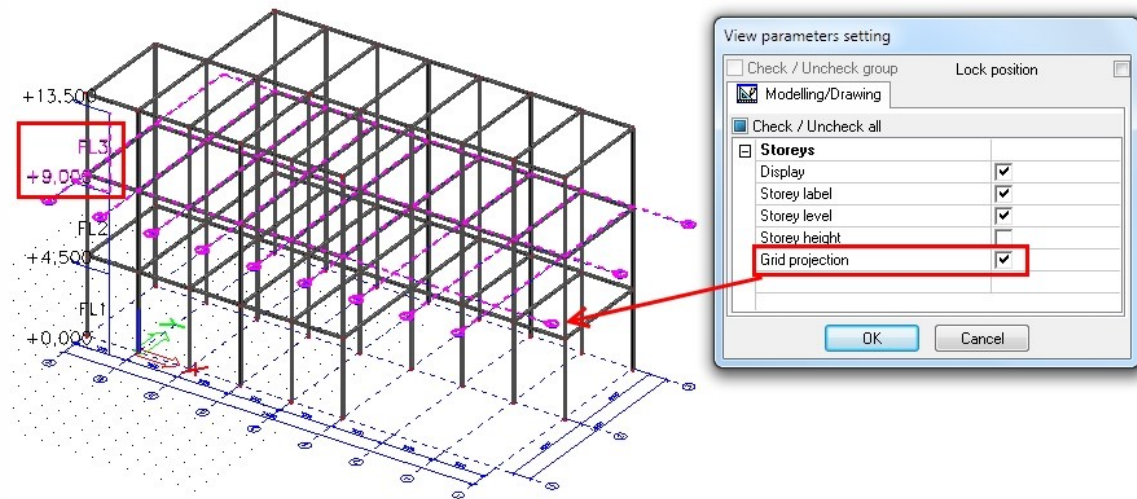 View parameters setting
Check / Uncheck group
Lock position
Modelling/Drawing
Check / Uncheck all
Storeys
Display
Storey label
Storey level
Storey height
Grid projection
OK
Cancel
+13,500
FL3
+9,000
FL2
+4,500
FL1
+0,000